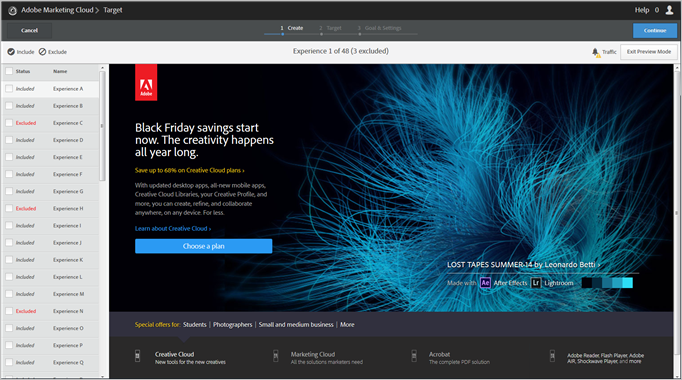 Adobe Marketing Cloud > Target
Help 0
Cancel
1 Create
2 Target
3 Goal & Settings
Continue
Include Exclude
Experience 1 of 48 (3 excluded)
Traffic
Exit Preview Mode
Status Name
Included Experience A
Included Experience B
Excluded Experience C
Included Experience D
Included Experience E
Included Experience F
Included Experience G
Excluded Experience H
Included Experience I
Included Experience J
Included Experience K
Included Experience L
Included Experience M
Excluded Experience N
Included Experience O
Included Experience P
Included Experience Q
Adobe
Black Friday savings start
now. The creativity happens
all year long.
Save up to 68% on Creative Cloud plans ›
With updated desktop apps, all-new mobile apps,
Creative Cloud Libraries, your Creative Profile, and
more, you can create, refine, and collaborate
anywhere, on any device. For less.
Learn about Creative Cloud ›
Choose a plan
LOST TAPES SUMMER-14 by Leonardo Betti ›
Made with Ae After Effects Lr Lightroom
Special offers for: Students | Photographers | Small and medium business | More
Creative Cloud
New tools for the new creatives
Marketing Cloud
All the solutions marketers need
Acrobat
The complete PDF solution
Adobe Reader, Flash Player, Adobe
AIR, Shockwave Player, and more